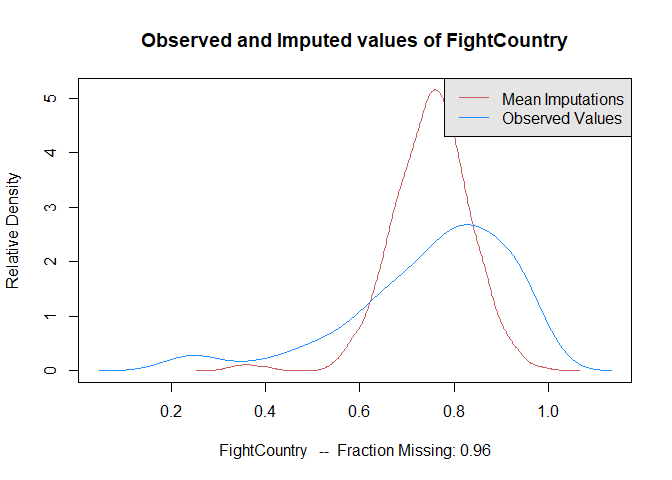 Observed and Imputed values of FightCountry
Mean Imputations
Observed Values
Relative Density
5
4
3
2
1
0
0.2 0.4 0.6 0.8 1.0
FightCountry -- Fraction Missing: 0.96